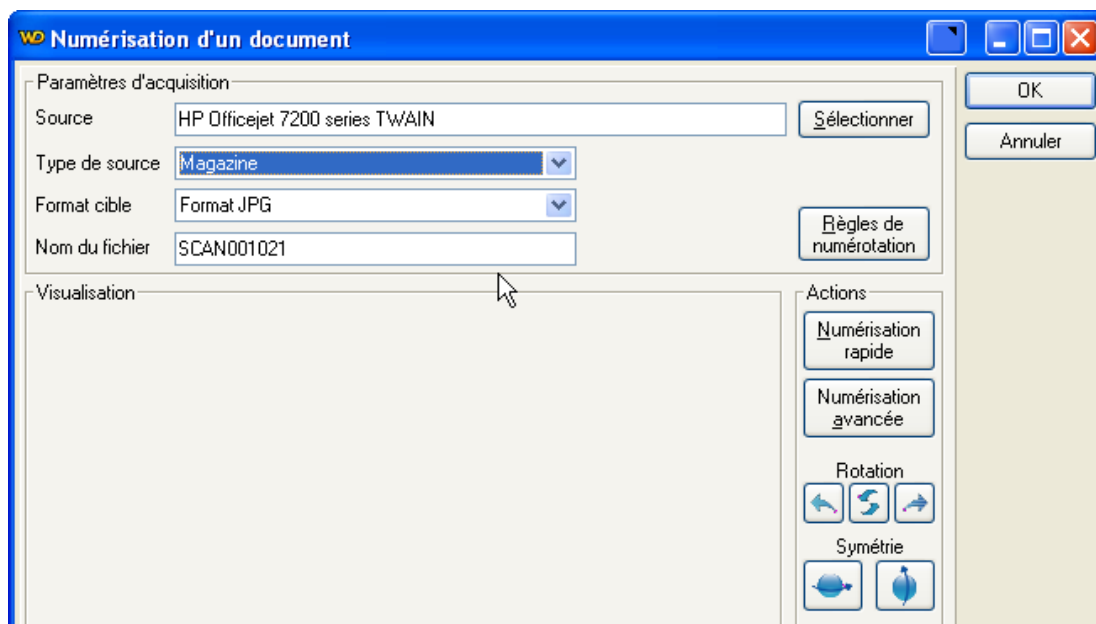 WD Numérisation d'un document
Paramètres d'acquisition
Source HP Officejet 7200 series TWAIN Sélectionner
Type de source Magazine
Format cible Format JPG
Nom du fichier SCAN001021
Règles de
numérotation
OK
Annuler
Visualisation
Actions
Numérisation
rapide
Numérisation
avancée
Rotation
Symétrie